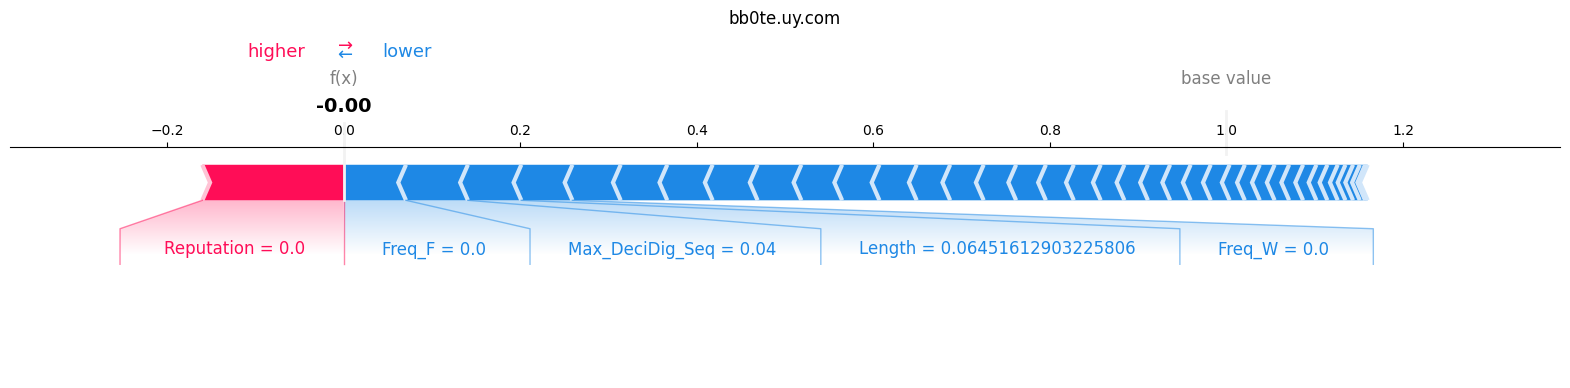 bb0te.uy.com
higher ⇄ lower
f(x) base value
-0.00
−0.2 0.0 0.2 0.4 0.6 0.8 1.0 1.2
Reputation = 0.0 Freq_F = 0.0 Max_DeciDig_Seq = 0.04 Length = 0.06451612903225806 Freq_W = 0.0